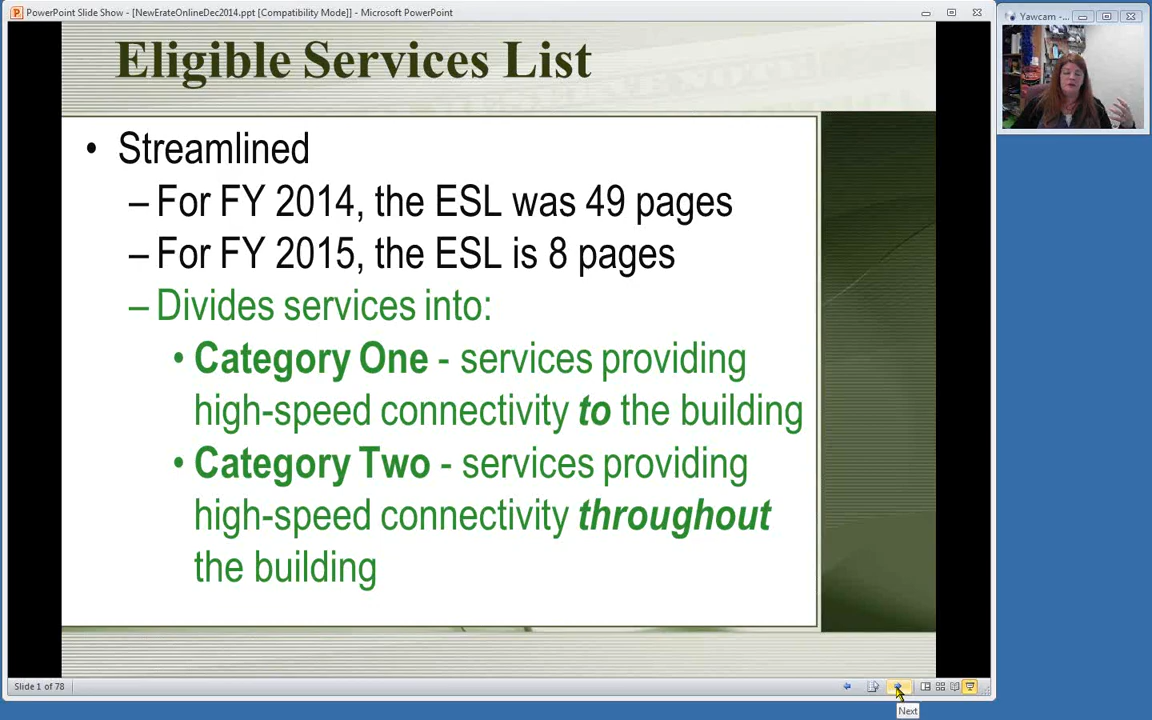 PowerPoint Slide Show - [NewErateOnlineDec2014.ppt [Compatibility Mode]] - Microsoft PowerPoint
Yawcam -...
Eligible Services List
• Streamlined
– For FY 2014, the ESL was 49 pages
– For FY 2015, the ESL is 8 pages
– Divides services into:
• Category One - services providing
high-speed connectivity to the building
• Category Two - services providing
high-speed connectivity throughout
the building
Slide 1 of 78
Next